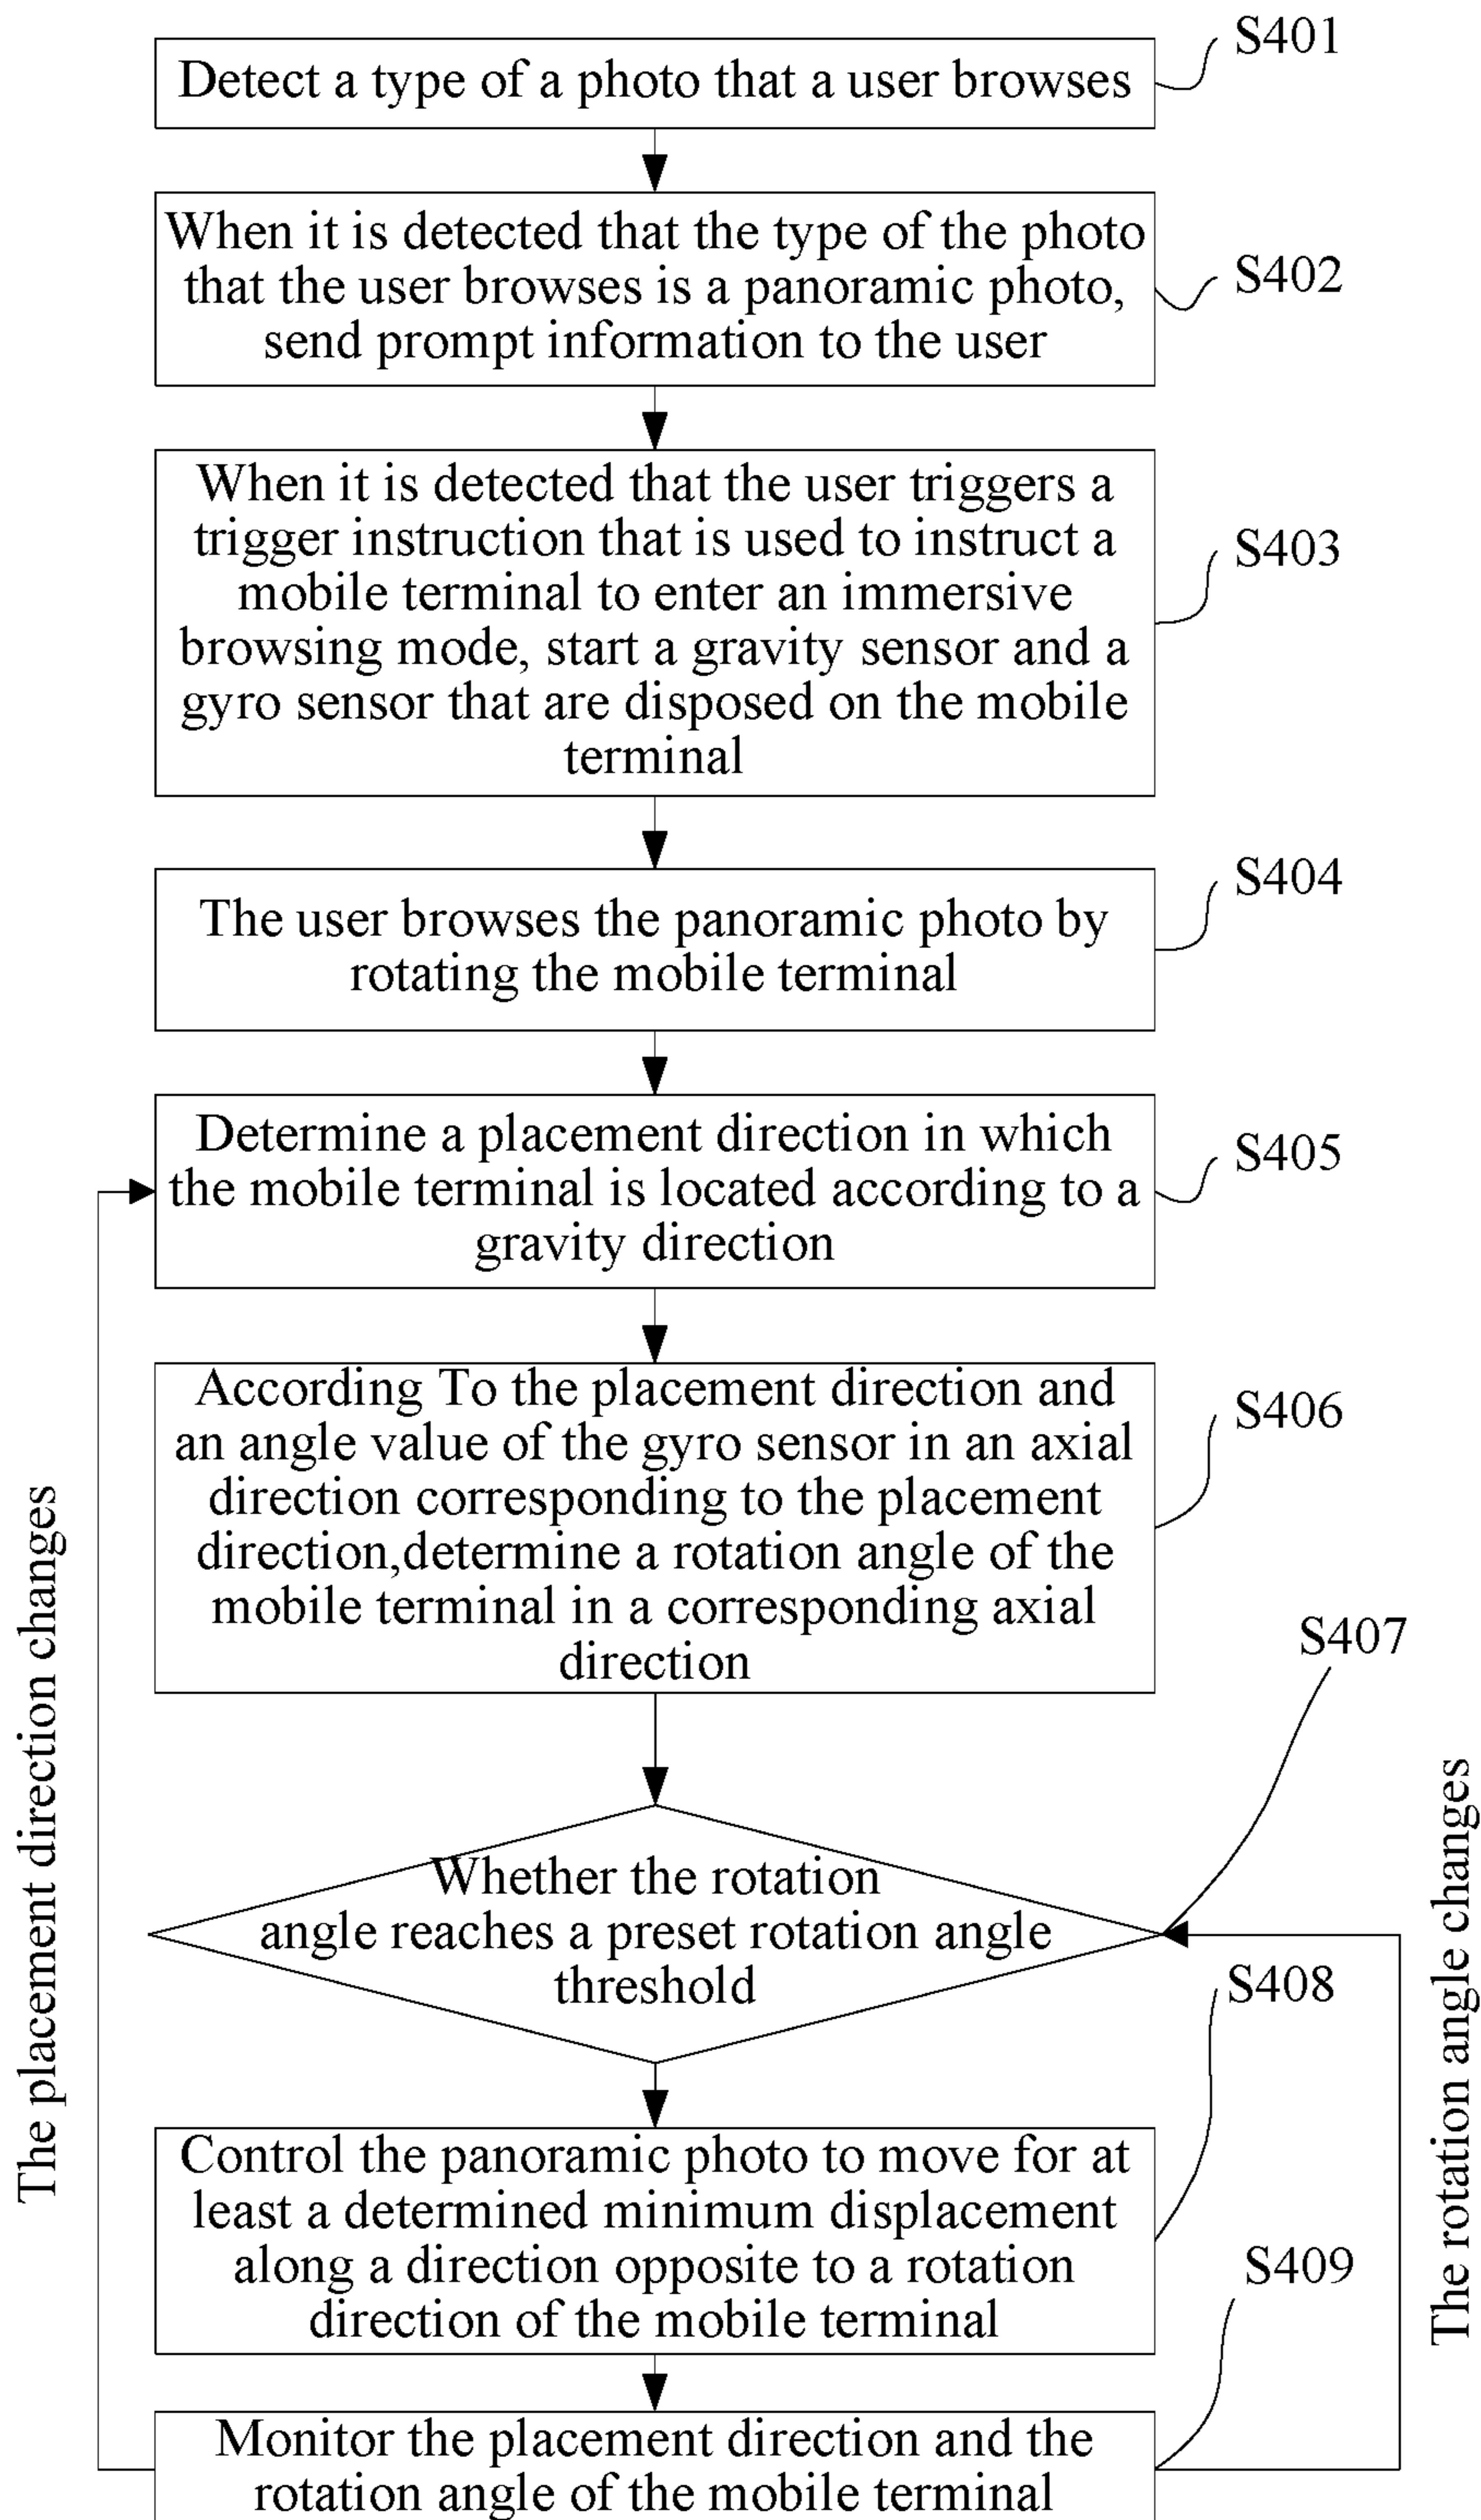 S401
Detect a type of a photo that a user browses
When it is detected that the type of the photo
that the user browses is a panoramic photo,
send prompt information to the user
S402
When it is detected that the user triggers a
trigger instruction that is used to instruct a
mobile terminal to enter an immersive
browsing mode, start a gravity sensor and a
gyro sensor that are disposed on the mobile
terminal
S403
The user browses the panoramic photo by
rotating the mobile terminal
S404
Determine a placement direction in which
the mobile terminal is located according to a
gravity direction
S405
According To the placement direction and
an angle value of the gyro sensor in an axial
direction corresponding to the placement
direction,determine a rotation angle of the
mobile terminal in a corresponding axial
direction
S406
S407
Whether the rotation
angle reaches a preset rotation angle
threshold
S408
Control the panoramic photo to move for at
least a determined minimum displacement
along a direction opposite to a rotation
direction of the mobile terminal
S409
Monitor the placement direction and the
rotation angle of the mobile terminal
The placement direction changes
The rotation angle changes